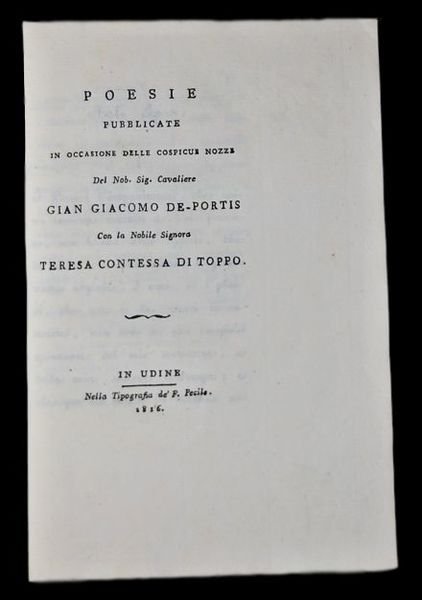 POESIE
PUBBLICATE
IN OCCASIONE DELLE COSPICUE NOZZE
Del Nob. Sig. Cavaliere
GIAN GIACOMO DE-PORTIS
Con la Nobile Signora
TERESA CONTESSA DI TOPPO.
IN UDINE
Nella Tipografia de' F. Pecile.
1816.